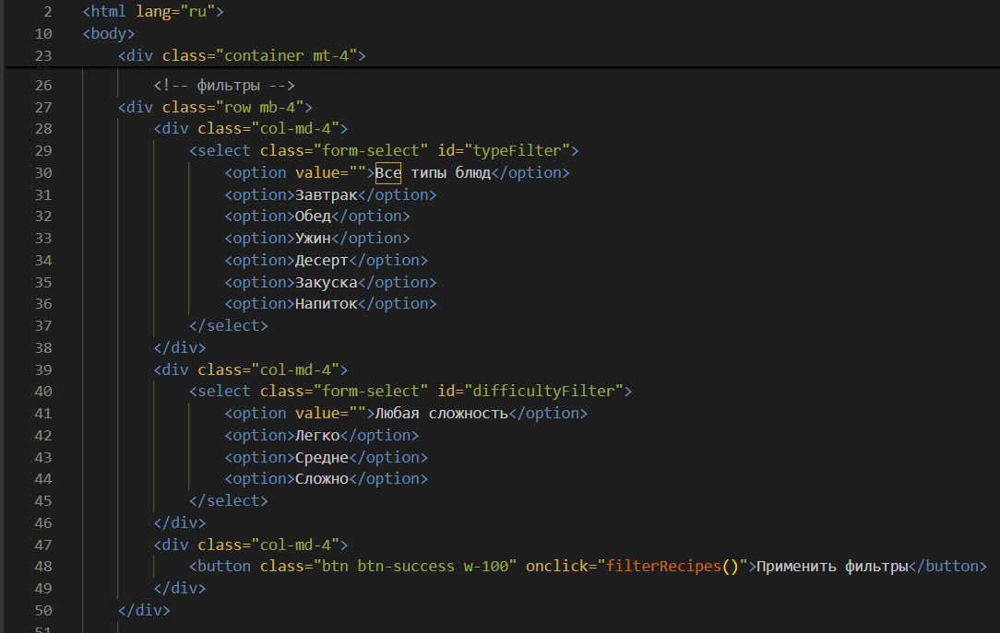 2 <html lang="ru">
10 <body>
23 <div class="container mt-4">
26 <!-- фильтры -->
27 <div class="row mb-4">
28 <div class="col-md-4">
29 <select class="form-select" id="typeFilter">
30 <option value="">Все типы блюд</option>
31 <option>Завтрак</option>
32 <option>Обед</option>
33 <option>Ужин</option>
34 <option>Десерт</option>
35 <option>Закуска</option>
36 <option>Напиток</option>
37 </select>
38 </div>
39 <div class="col-md-4">
40 <select class="form-select" id="difficultyFilter">
41 <option value="">Любая сложность</option>
42 <option>Легко</option>
43 <option>Средне</option>
44 <option>Сложно</option>
45 </select>
46 </div>
47 <div class="col-md-4">
48 <button class="btn btn-success w-100" onclick="filterRecipes()">Применить фильтры</button>
49 </div>
50 </div>
51